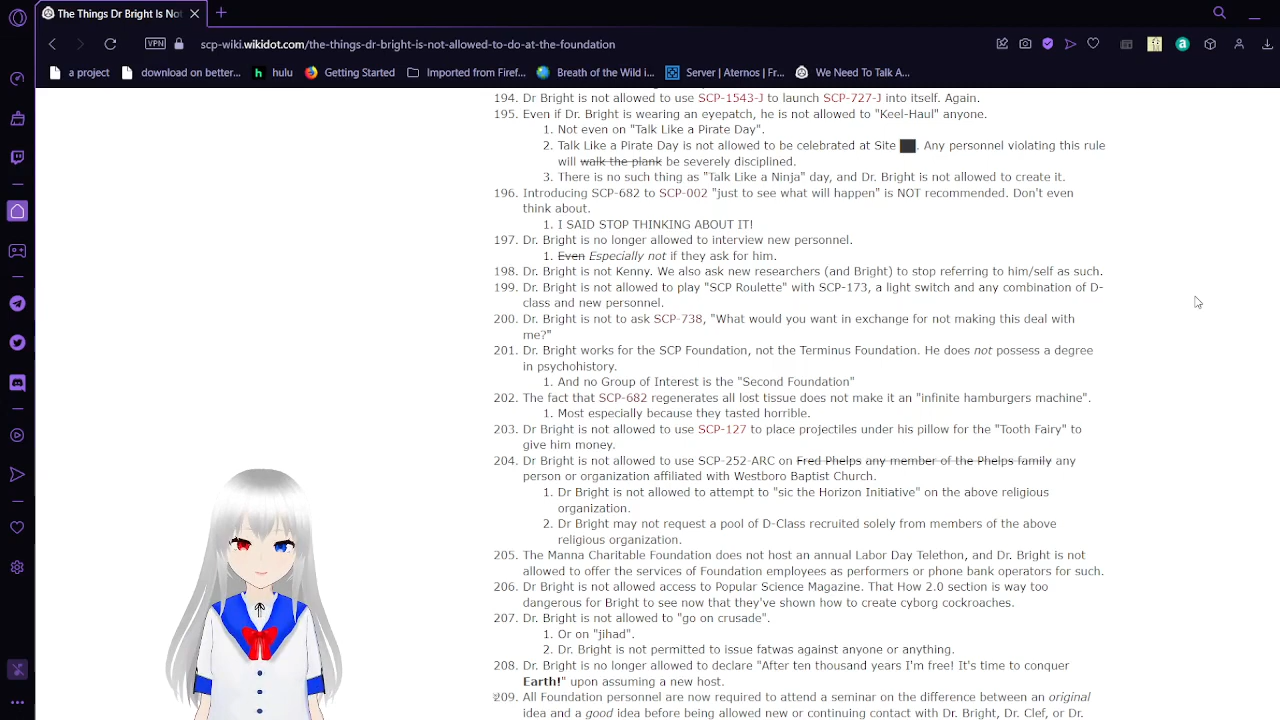 The Things Dr Bright Is Not
scp-wiki.wikidot.com/the-things-dr-bright-is-not-allowed-to-do-at-the-foundation
VPN
a project
download on better...
hulu
Getting Started
Imported from Firef...
Breath of the Wild i...
Server | Aternos | Fr...
We Need To Talk A...
194. Dr Bright is not allowed to use SCP-1543-J to launch SCP-727-J into itself. Again.
195. Even if Dr. Bright is wearing an eyepatch, he is not allowed to "Keel-Haul" anyone.
1. Not even on "Talk Like a Pirate Day".
2. Talk Like a Pirate Day is not allowed to be celebrated at Site ██. Any personnel violating this rule
will walk the plank be severely disciplined.
3. There is no such thing as "Talk Like a Ninja" day, and Dr. Bright is not allowed to create it.
196. Introducing SCP-682 to SCP-002 "just to see what will happen" is NOT recommended. Don't even
think about.
1. I SAID STOP THINKING ABOUT IT!
197. Dr. Bright is no longer allowed to interview new personnel.
1. Even Especially not if they ask for him.
198. Dr. Bright is not Kenny. We also ask new researchers (and Bright) to stop referring to him/self as such.
199. Dr. Bright is not allowed to play "SCP Roulette" with SCP-173, a light switch and any combination of D-
class and new personnel.
200. Dr. Bright is not to ask SCP-738, "What would you want in exchange for not making this deal with
me?"
201. Dr. Bright works for the SCP Foundation, not the Terminus Foundation. He does not possess a degree
in psychohistory.
1. And no Group of Interest is the "Second Foundation"
202. The fact that SCP-682 regenerates all lost tissue does not make it an "infinite hamburgers machine".
1. Most especially because they tasted horrible.
203. Dr Bright is not allowed to use SCP-127 to place projectiles under his pillow for the "Tooth Fairy" to
give him money.
204. Dr Bright is not allowed to use SCP-252-ARC on Fred Phelps any member of the Phelps family any
person or organization affiliated with Westboro Baptist Church.
1. Dr Bright is not allowed to attempt to "sic the Horizon Initiative" on the above religious
organization.
2. Dr Bright may not request a pool of D-Class recruited solely from members of the above
religious organization.
205. The Manna Charitable Foundation does not host an annual Labor Day Telethon, and Dr. Bright is not
allowed to offer the services of Foundation employees as performers or phone bank operators for such.
206. Dr Bright is not allowed access to Popular Science Magazine. That How 2.0 section is way too
dangerous for Bright to see now that they've shown how to create cyborg cockroaches.
207. Dr. Bright is not allowed to "go on crusade".
1. Or on "jihad".
2. Dr. Bright is not permitted to issue fatwas against anyone or anything.
208. Dr. Bright is no longer allowed to declare "After ten thousand years I'm free! It's time to conquer
Earth!" upon assuming a new host.
209. All Foundation personnel are now required to attend a seminar on the difference between an original
idea and a good idea before being allowed new or continuing contact with Dr. Bright, Dr. Clef, or Dr.